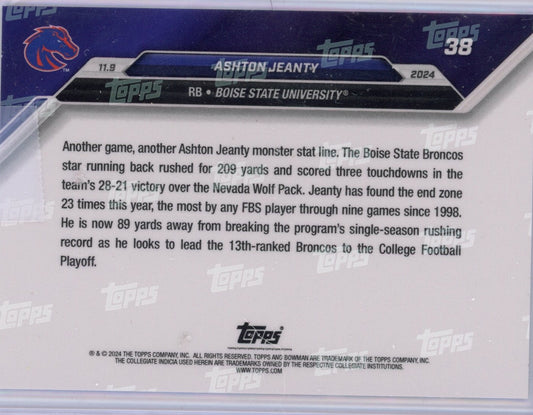 38
ASHTON JEANTY
11.9
2024
RB • BOISE STATE UNIVERSITY®
Another game, another Ashton Jeanty monster stat line. The Boise State Broncos
star running back rushed for 209 yards and scored three touchdowns in the
team's 28-21 victory over the Nevada Wolf Pack. Jeanty has found the end zone
23 times this year, the most by any FBS player through nine games since 1998.
He is now 89 yards away from breaking the program's single-season rushing
record as he looks to lead the 13th-ranked Broncos to the College Football
Playoff.
Topps
® & © 2024 THE TOPPS COMPANY, INC. ALL RIGHTS RESERVED. TOPPS AND BOWMAN ARE TRADEMARK OF THE TOPPS COMPANY, INC.
THE COLLEGIATE INDICIA USED HEREIN ARE TRADEMARKS OWNED BY THE RESPECTIVE COLLEGIATE INSTITUTIONS.
WWW.TOPPS.COM